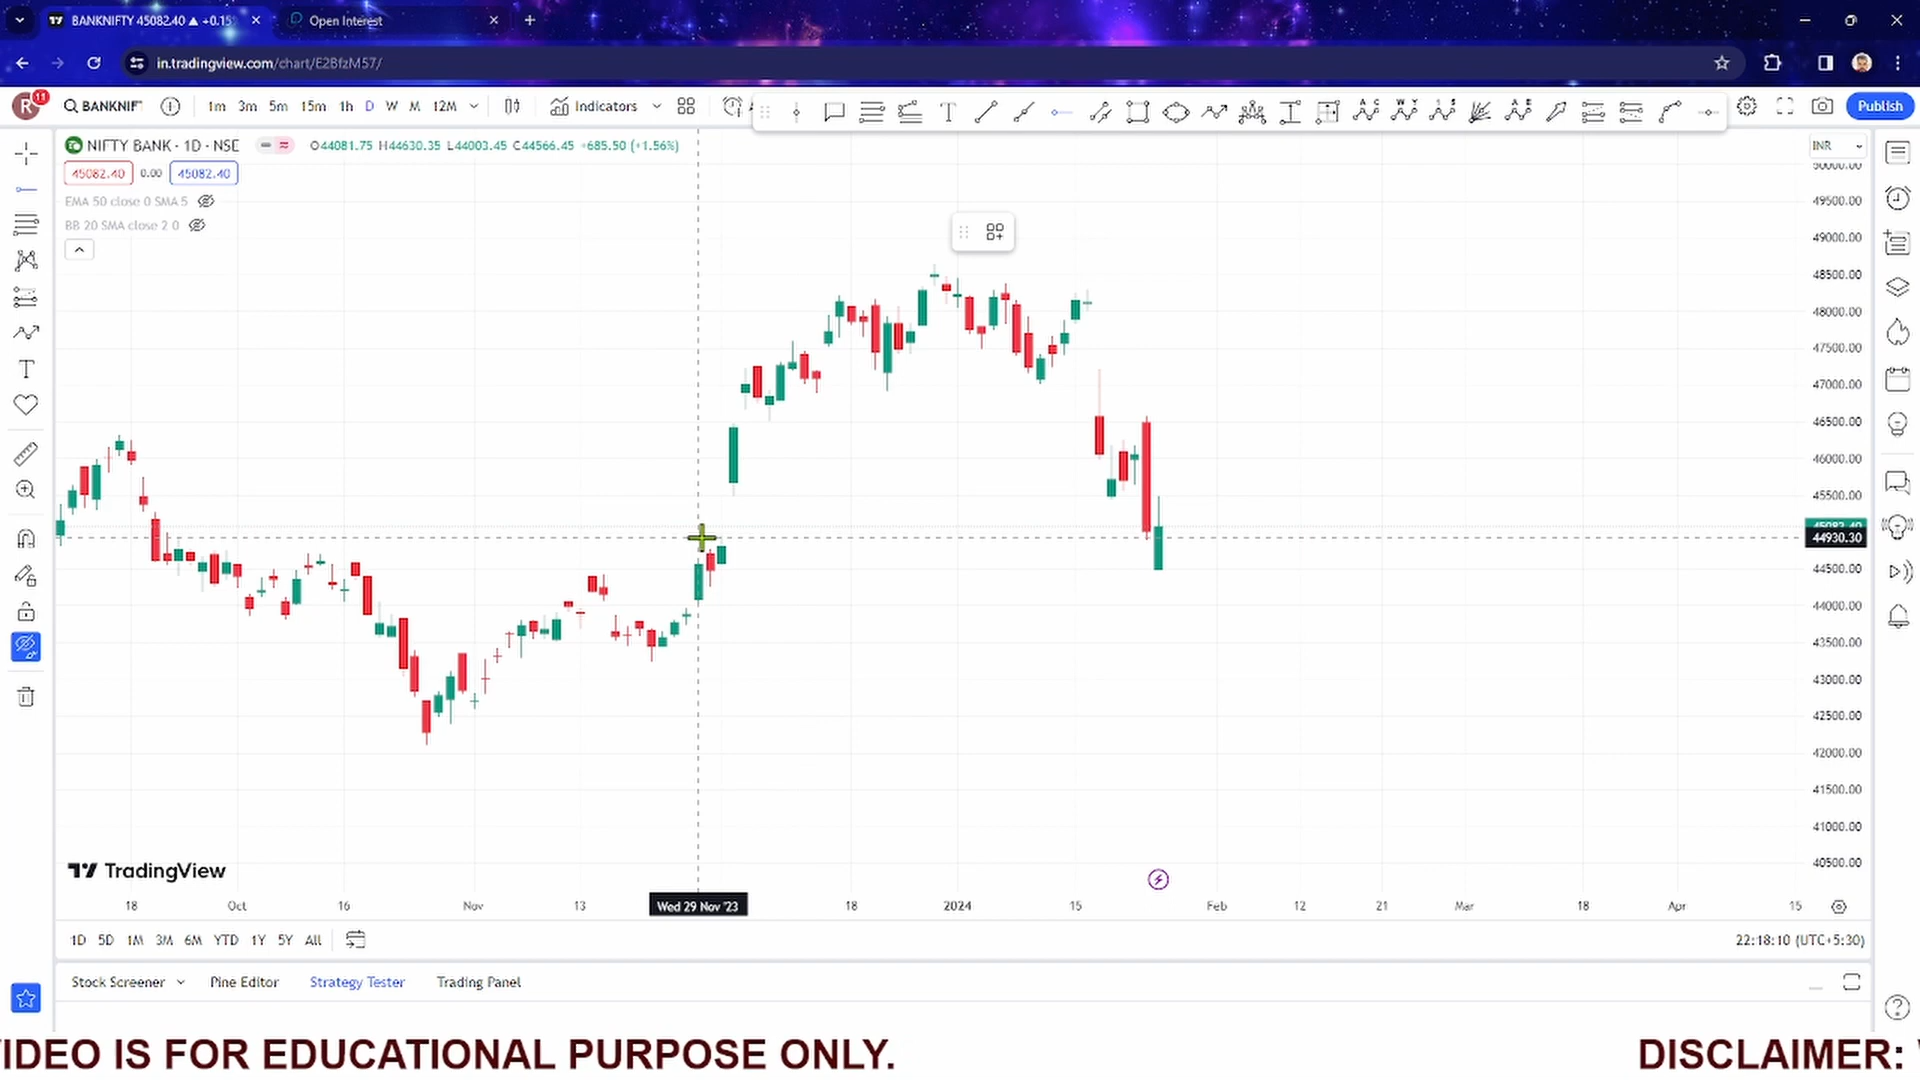 BANKNIFTY 45082.40 ▲ +0.15
Open Interest
in.tradingview.com/chart/E2BfzM57/
R 11 BANKNIF 1m 3m 5m 15m 1h D W M 12M Indicators Publish
NIFTY BANK · 1D · NSE O44081.75 H44630.35 L44003.45 C44566.45 +685.50 (+1.56%) INR
45082.40 0.00 45082.40
EMA 50 close 0 SMA 5
BB 20 SMA close 2 0
50000.00
49500.00
49000.00
48500.00
48000.00
47500.00
47000.00
46500.00
46000.00
45500.00
45082.40
44930.30
44500.00
44000.00
43500.00
43000.00
42500.00
42000.00
41500.00
41000.00
40500.00
TradingView
18 Oct 16 Nov 13 Wed 29 Nov '23 18 2024 15 Feb 12 21 Mar 18 Apr 15
1D 5D 1M 3M 6M YTD 1Y 5Y All 22:18:10 (UTC+5:30)
Stock Screener Pine Editor Strategy Tester Trading Panel
VIDEO IS FOR EDUCATIONAL PURPOSE ONLY. DISCLAIMER: